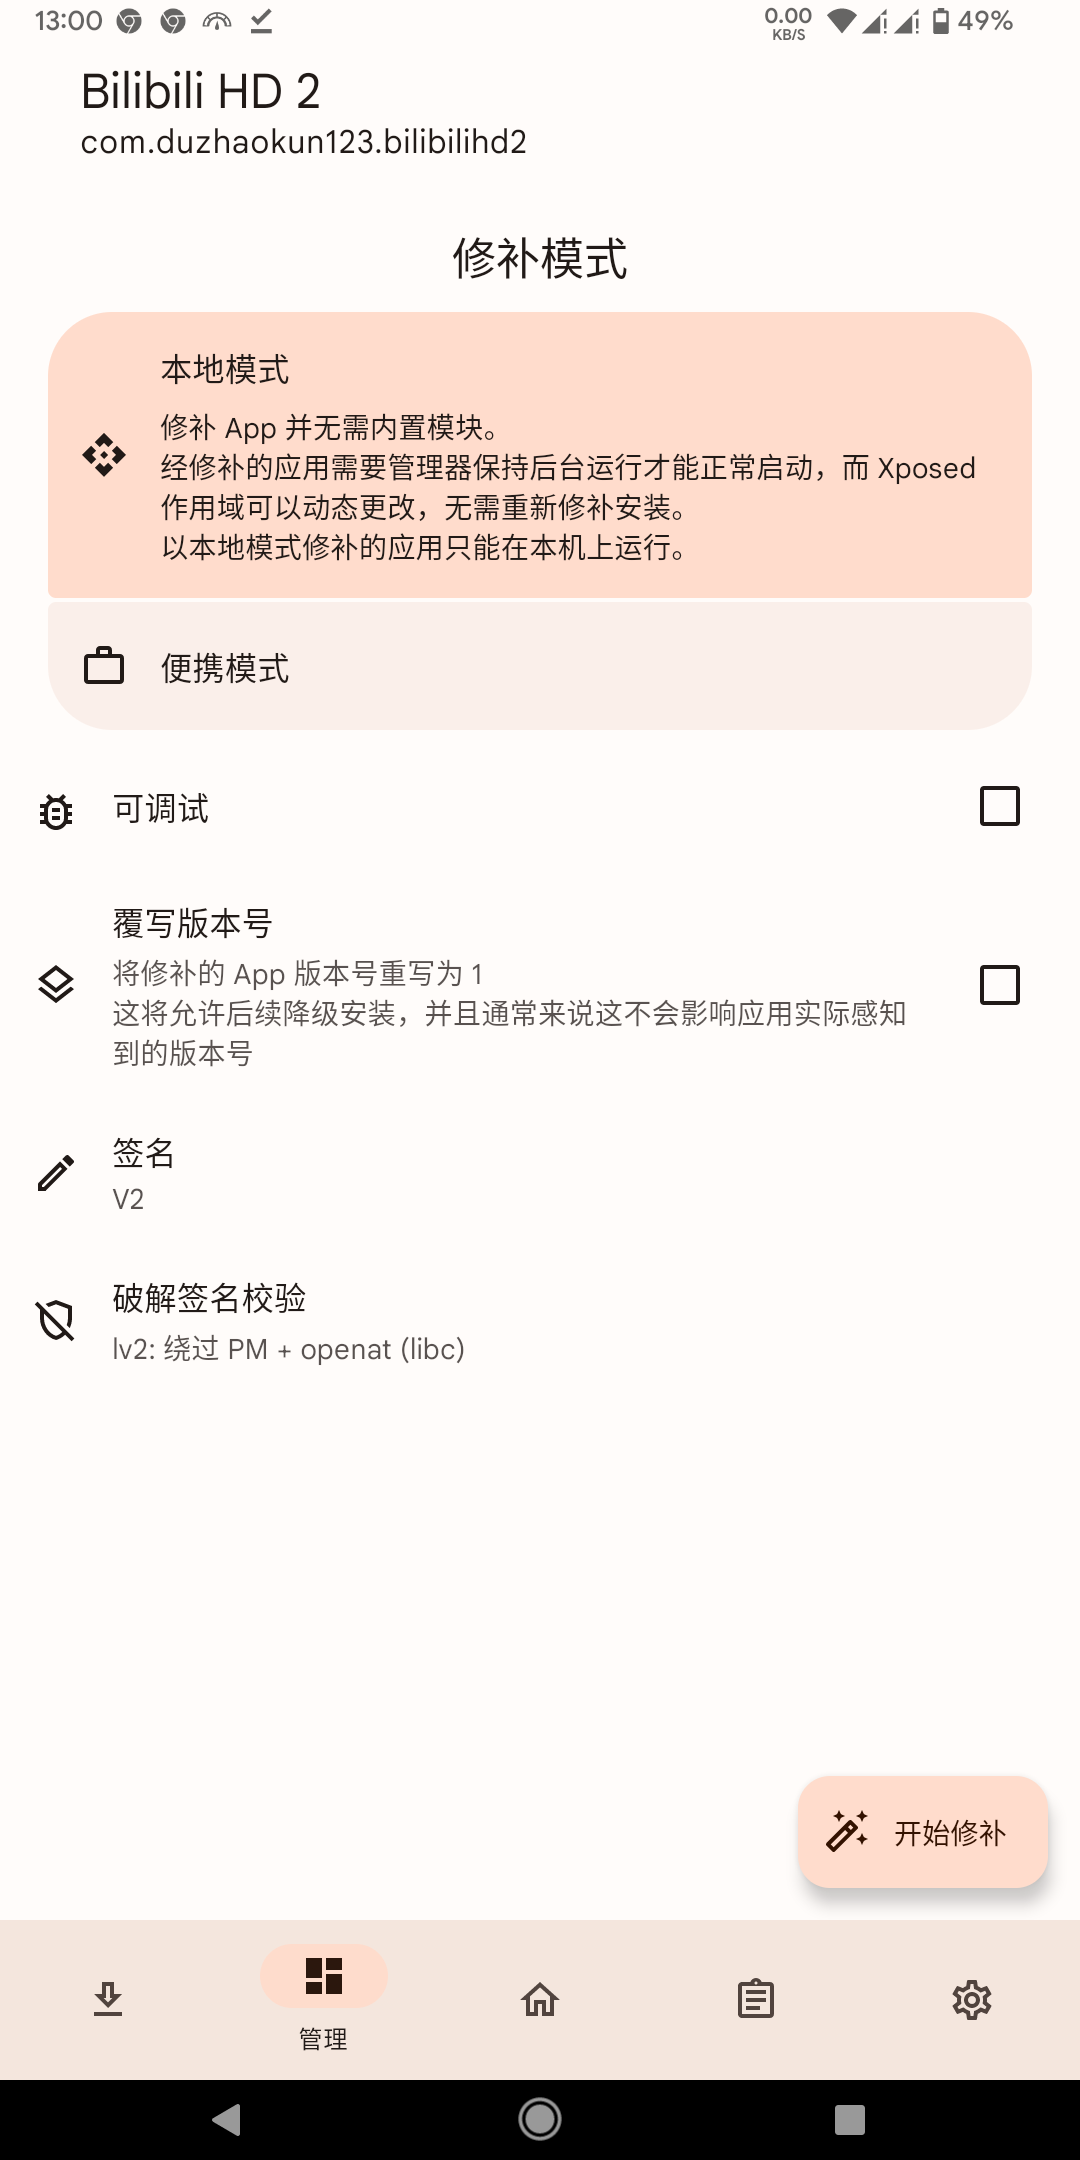 13:00
0.00
KB/S
49%
Bilibili HD 2
com.duzhaokun123.bilibilihd2
修补模式
本地模式
修补 App 并无需内置模块。
经修补的应用需要管理器保持后台运行才能正常启动，而 Xposed
作用域可以动态更改，无需重新修补安装。
以本地模式修补的应用只能在本机上运行。
便携模式
可调试
覆写版本号
将修补的 App 版本号重写为 1
这将允许后续降级安装，并且通常来说这不会影响应用实际感知
到的版本号
签名
V2
破解签名校验
lv2: 绕过 PM + openat (libc)
开始修补
管理